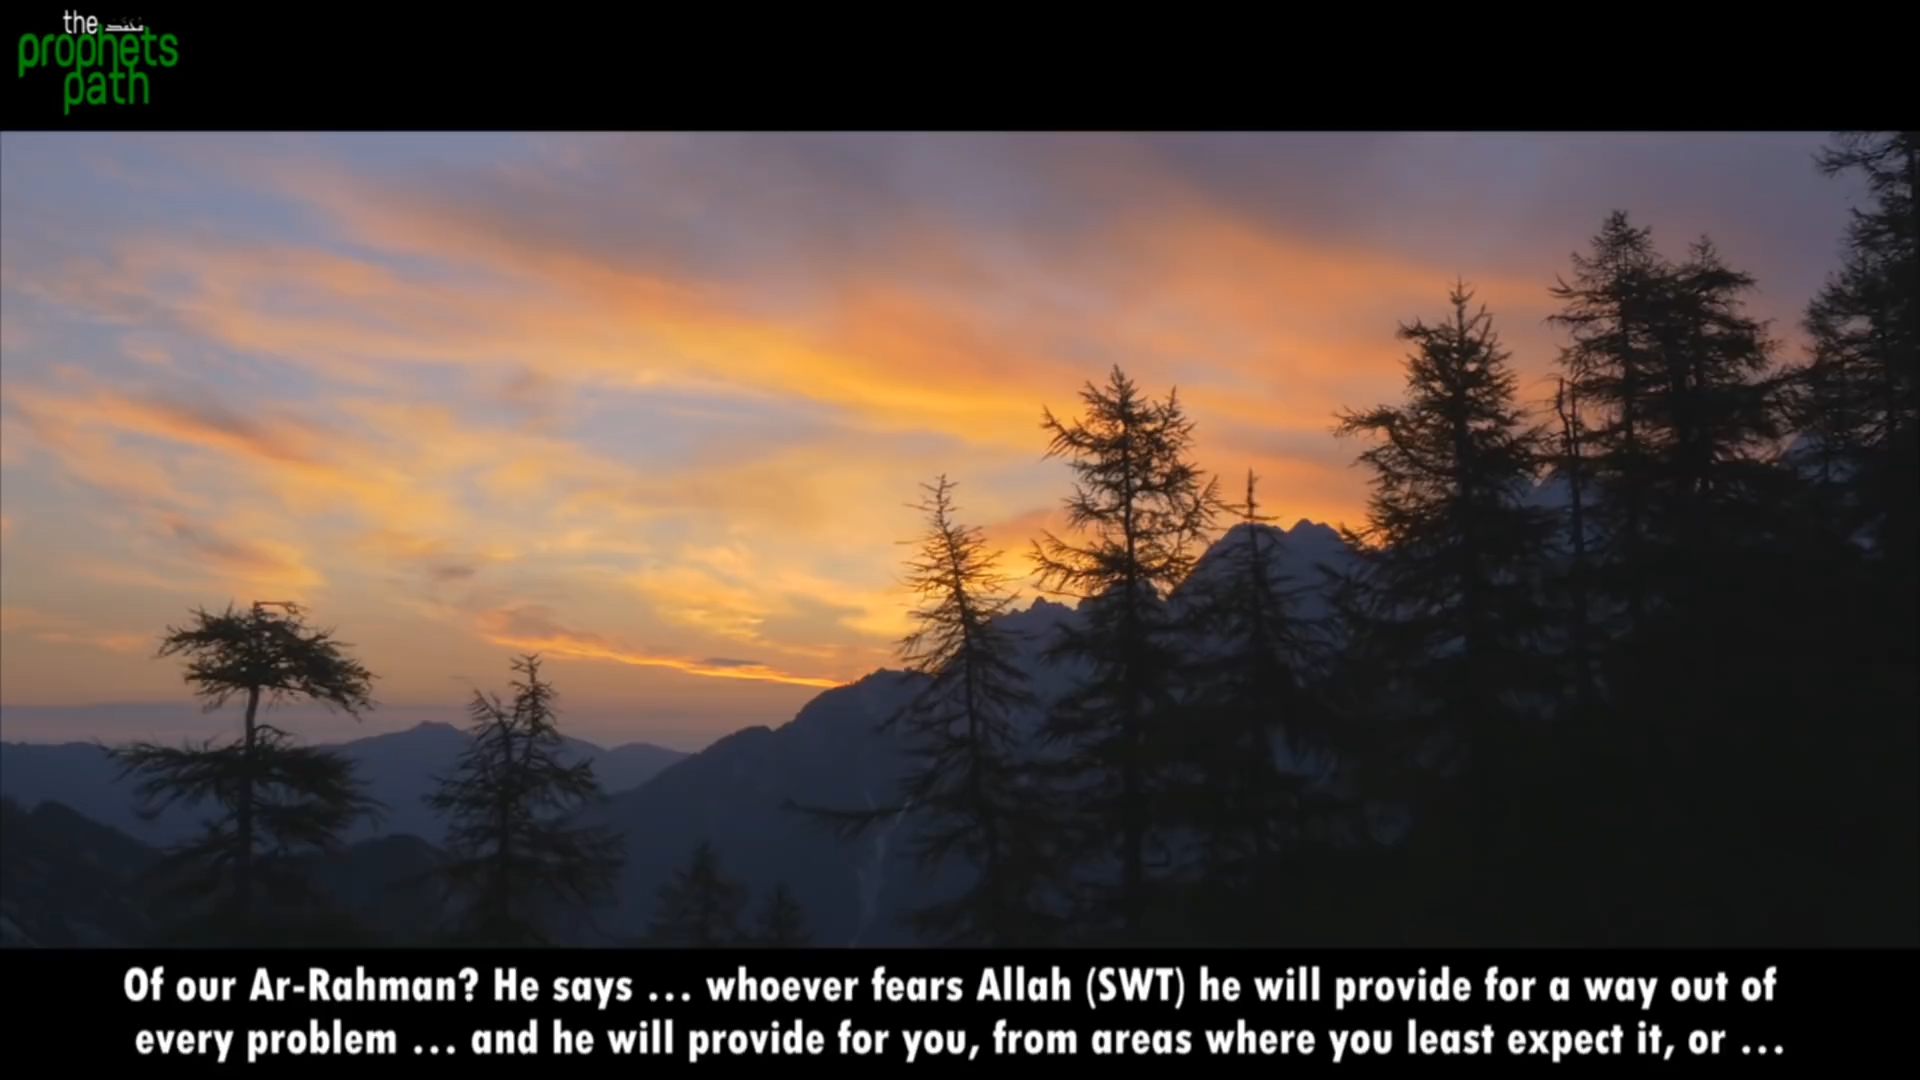 the
prophets
path
Of our Ar-Rahman? He says ... whoever fears Allah (SWT) he will provide for a way out of
every problem ... and he will provide for you, from areas where you least expect it, or ...